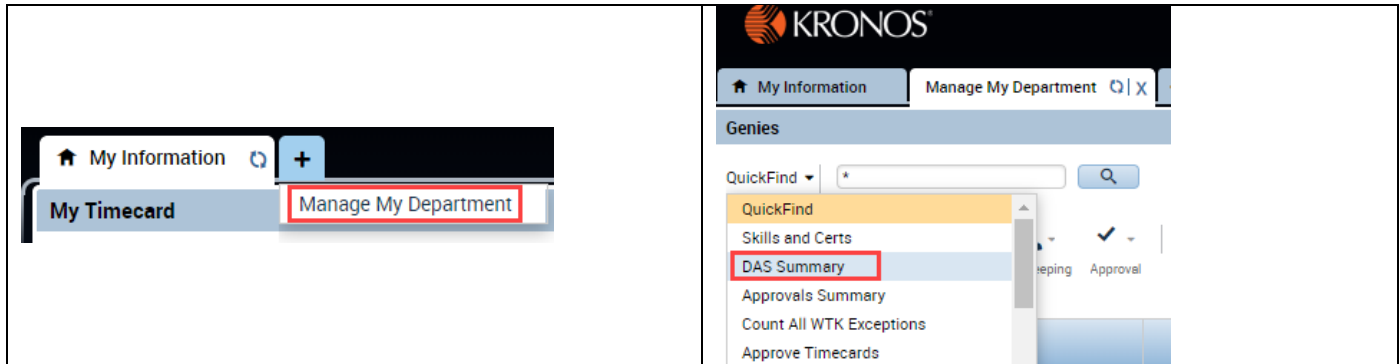 My Information +
My Timecard
Manage My Department
KRONOS
My Information
Manage My Department X
Genies
QuickFind
*
QuickFind
Skills and Certs
DAS Summary
Approvals Summary
Count All WTK Exceptions
Approve Timecards
Approval